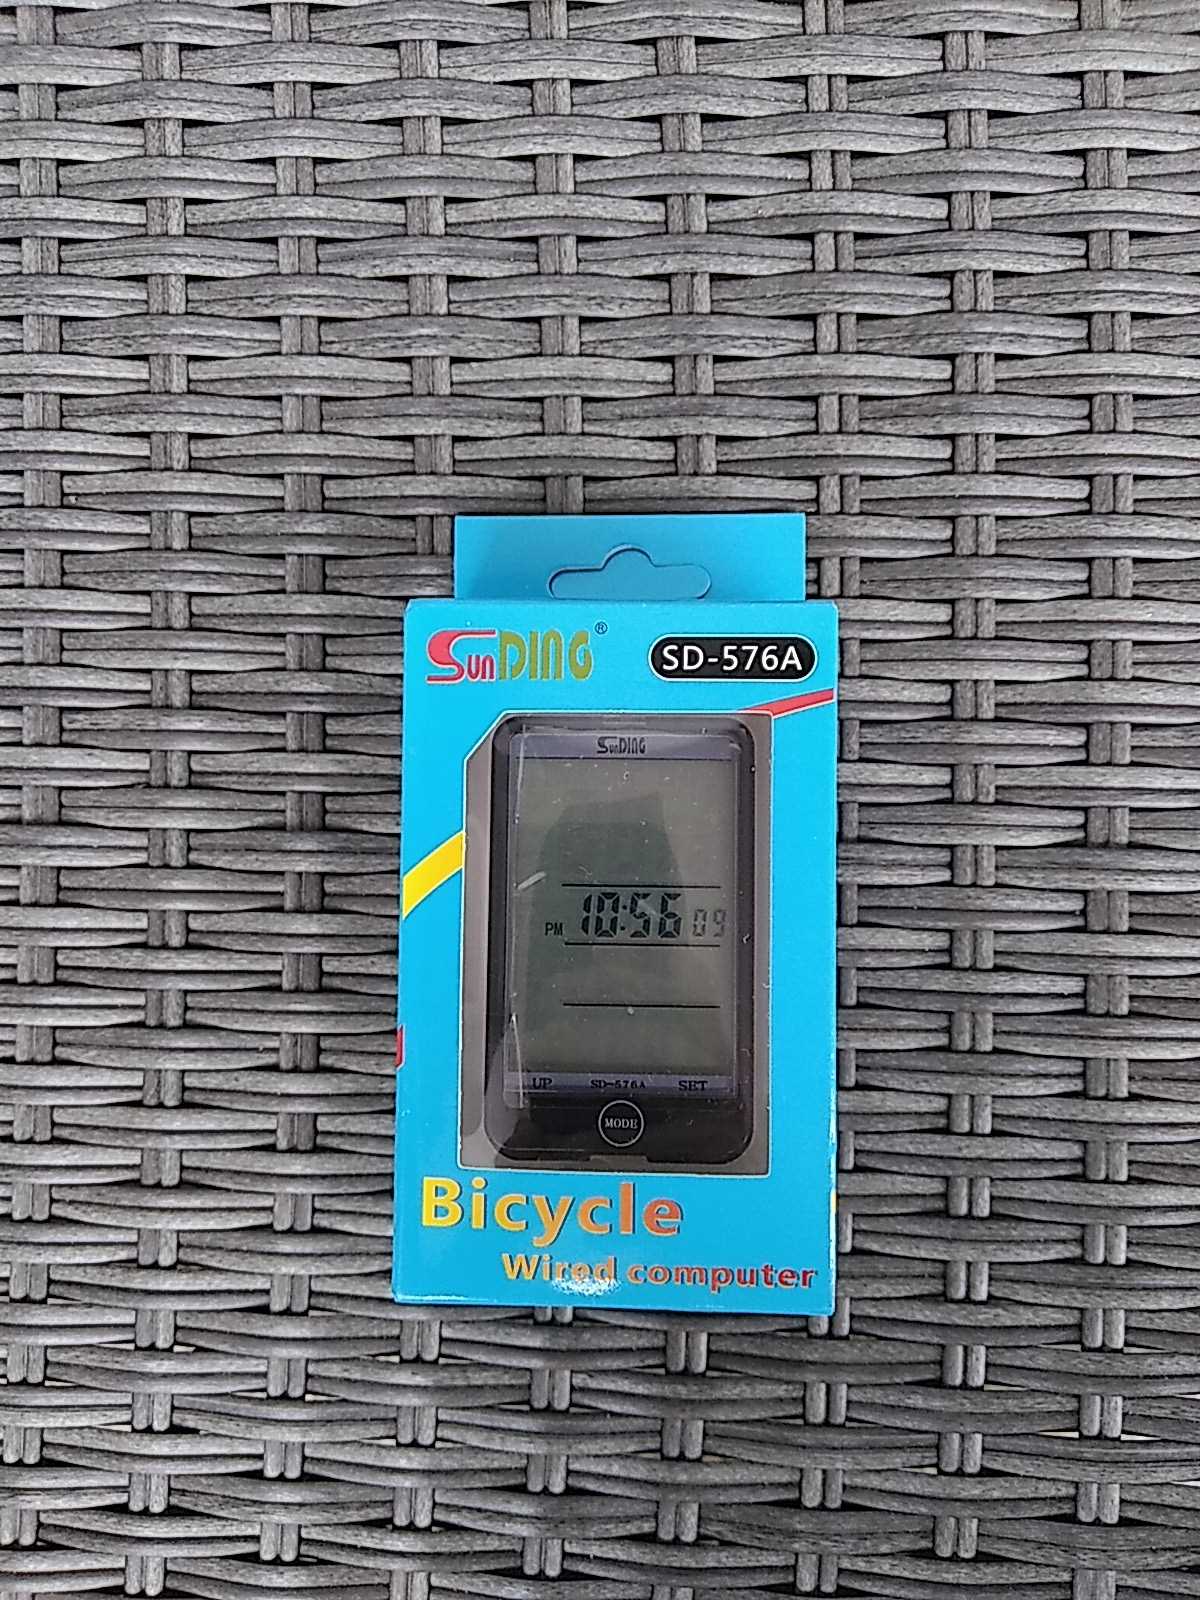 SunDING®
SD-576A
SunDING
PM 10:56 09
UP SD-576A SET
MODE
Bicycle
Wired computer